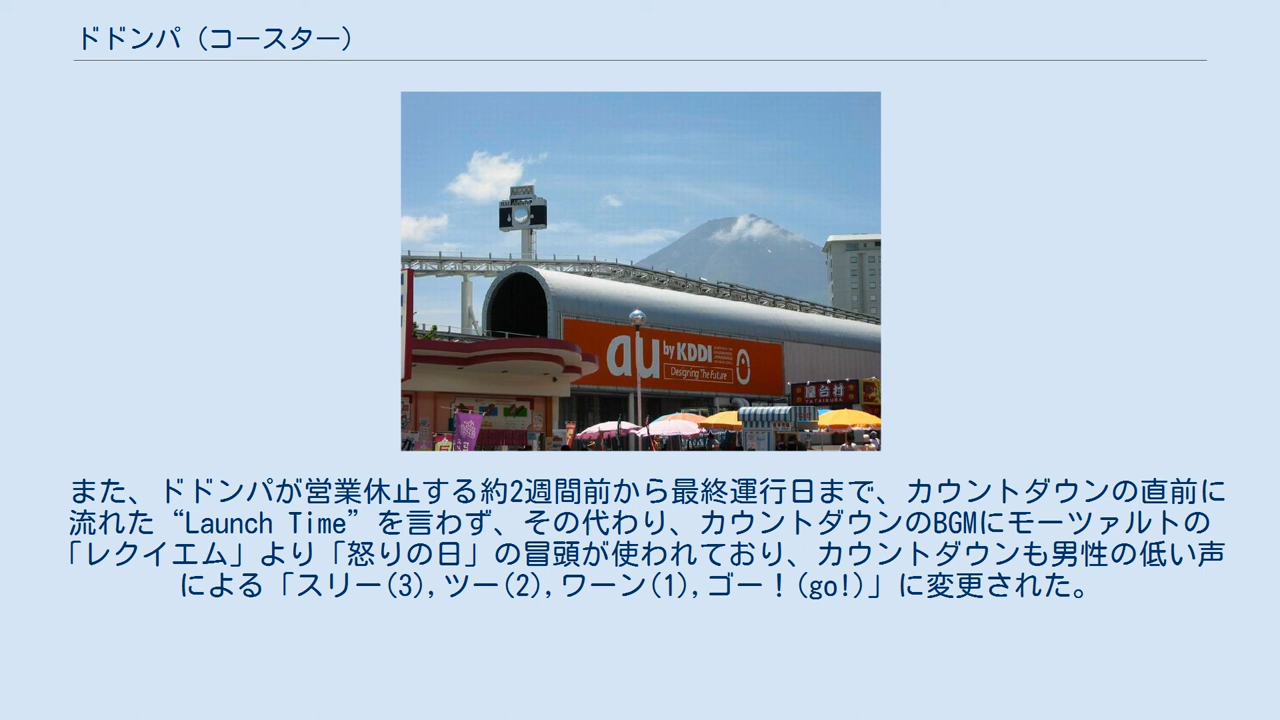 ドドンパ（コースター）
au by KDDI
Designing The Future
屋台村
YATAIMURA
また、ドドンパが営業休止する約2週間前から最終運行日まで、カウントダウンの直前に
流れた“Launch Time”を言わず、その代わり、カウントダウンのBGMにモーツァルトの
「レクイエム」より「怒りの日」の冒頭が使われており、カウントダウンも男性の低い声
による「スリー(3),ツー(2),ワーン(1),ゴー！(go!)」に変更された。